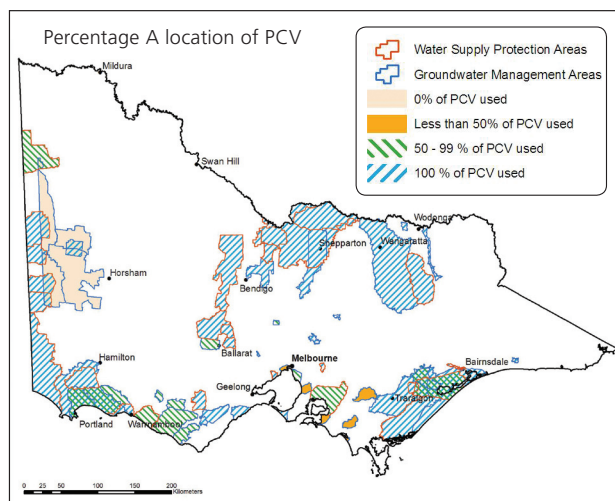 Percentage A location of PCV
Water Supply Protection Areas
Groundwater Management Areas
0% of PCV used
Less than 50% of PCV used
50 - 99 % of PCV used
100 % of PCV used
Mildura
Swan Hill
Wodonga
Shepparton
Wangaratta
Horsham
Bendigo
Hamilton
Ballarat
Melbourne
Bairnsdale
Geelong
Traralgon
Portland
Warrnambool
0 25 50 100 150 200
Kilometers